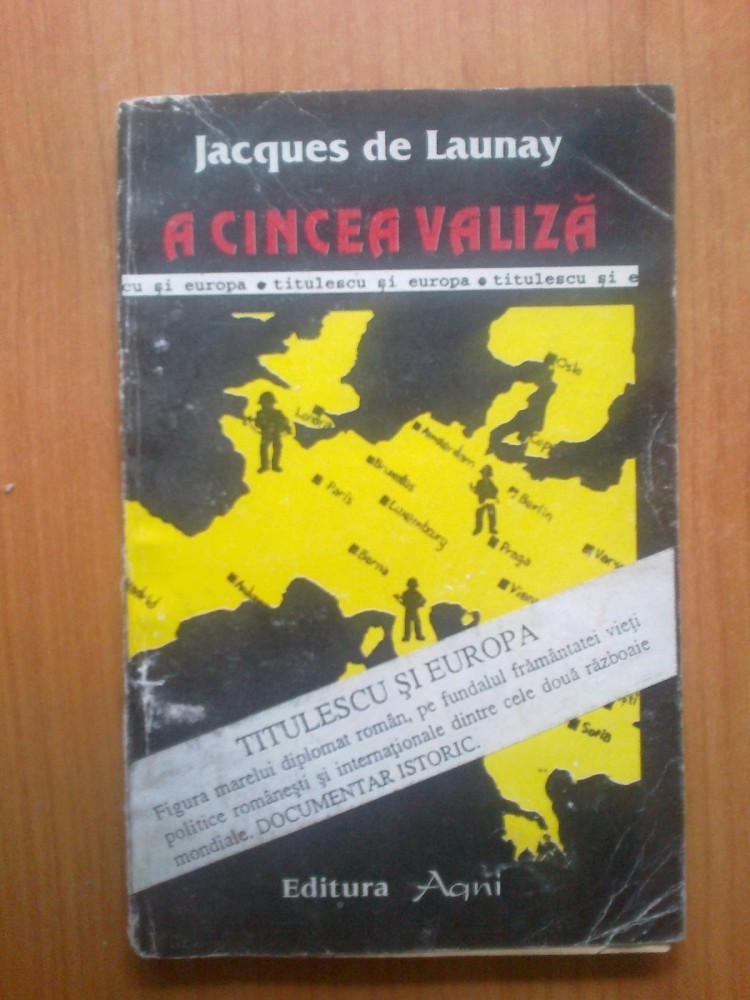 Jacques de Launay
A CINCEA VALIZĂ
cu și europa • titulescu și europa • titulescu și e
Oslo
Londra
Amsterdam
Bruxelles
Paris
Luxemburg
Berlin
Praga
Berna
Madrid
Sofia
TITULESCU ȘI EUROPA
Figura marelui diplomat român, pe fundalul frământatei vieți
politice românești și internaționale dintre cele două războaie
mondiale. DOCUMENTAR ISTORIC.
Editura Agni